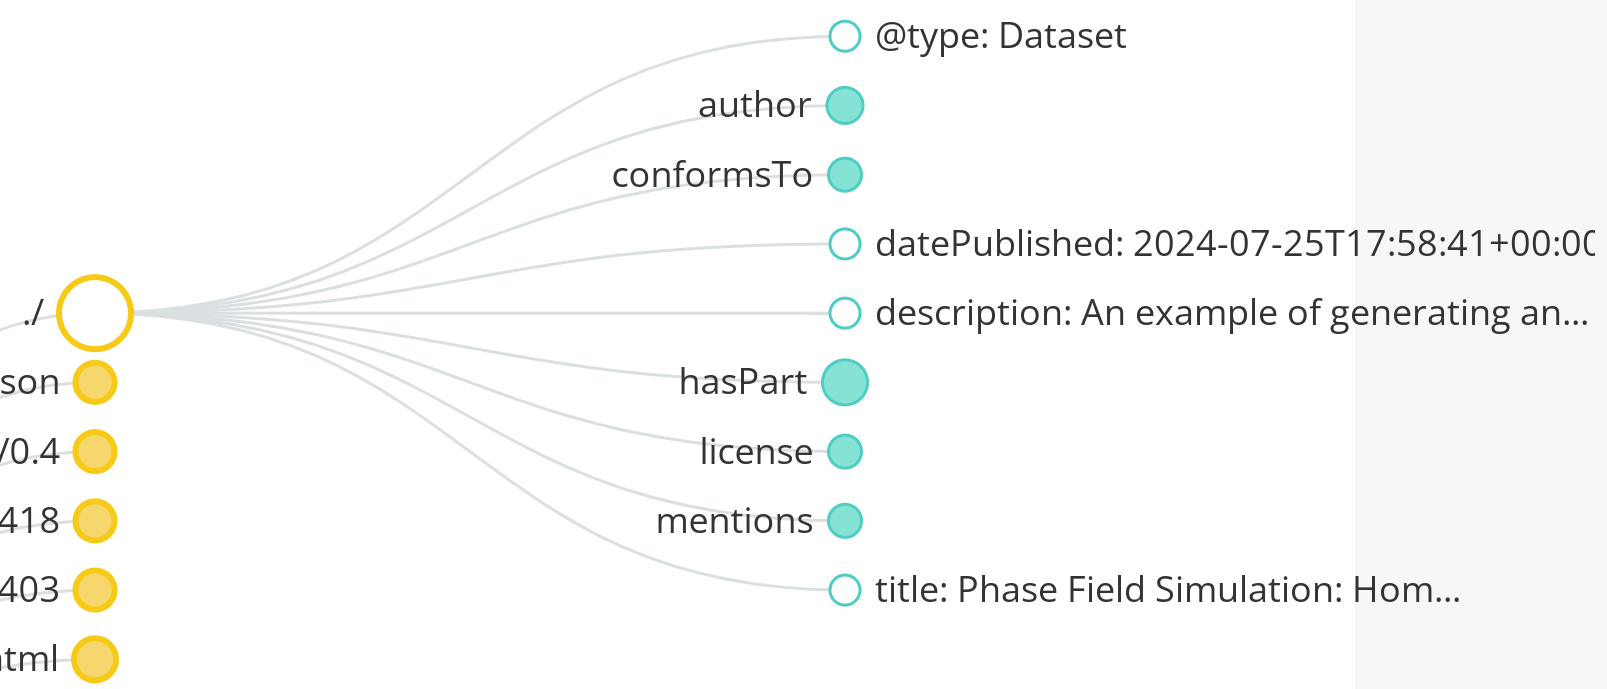 @type: Dataset
author
conformsTo
datePublished: 2024-07-25T17:58:41+00:00
./
description: An example of generating an...
son
hasPart
/0.4
license
418
mentions
403
title: Phase Field Simulation: Hom...
tml